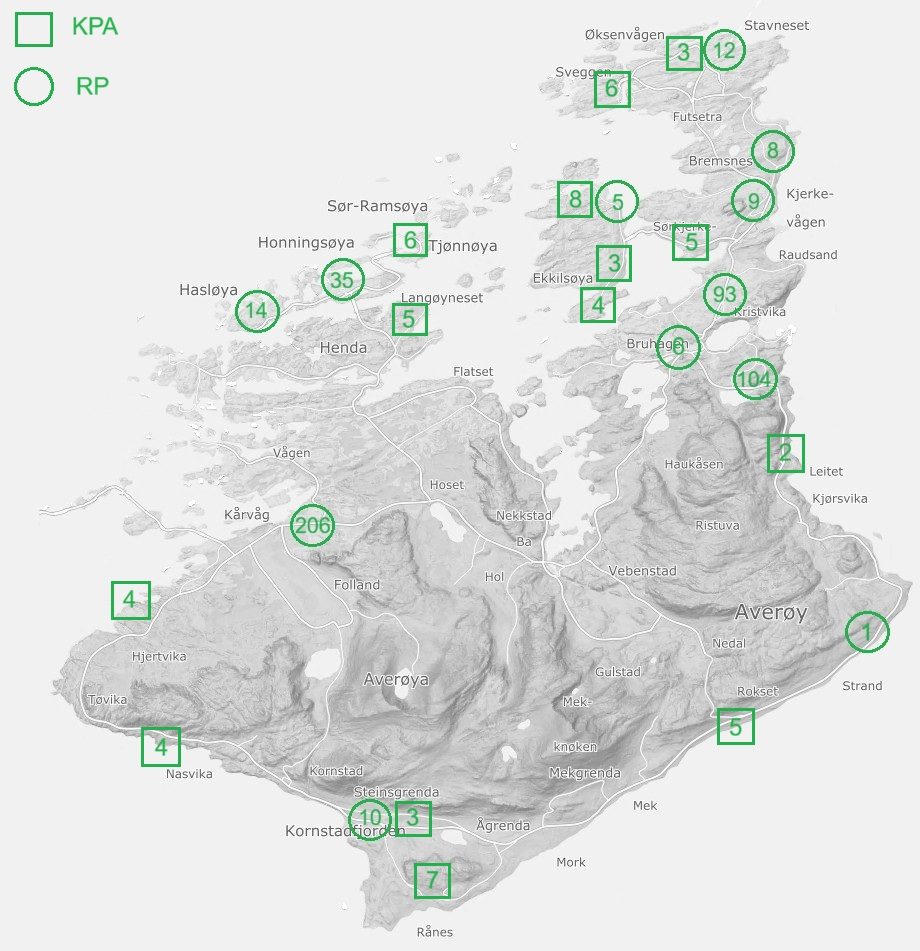 KPA
RP
Stavneset
Øksenvågen
3
12
Sveggen
6
Futsetra
8
Bremsnes
8
5
9
Kjerke-
vågen
Sør-Ramsøya
Sørkjerke-
5
6
Tjønnøya
Honningsøya
Raudsand
3
Ekkilsøya
35
Hasløya
14
Langøyneset
5
4
93
Kristvika
Henda
Bruhagen
6
Flatset
104
Vågen
2
Haukåsen
Leitet
Hoset
Kjørsvika
Kårvåg
206
Nekkstad
Ristuva
Ba
Hol
Vebenstad
Folland
4
Averøy
1
Hjertvika
Nedal
Gulstad
Averøya
Strand
Tøvika
Rokset
Mek-
5
knøken
4
Nasvika
Kornstad
Mekgrenda
Steinsgrenda
Mek
10
3
Kornstadfjorden
Ågrenda
Mork
7
Rånes